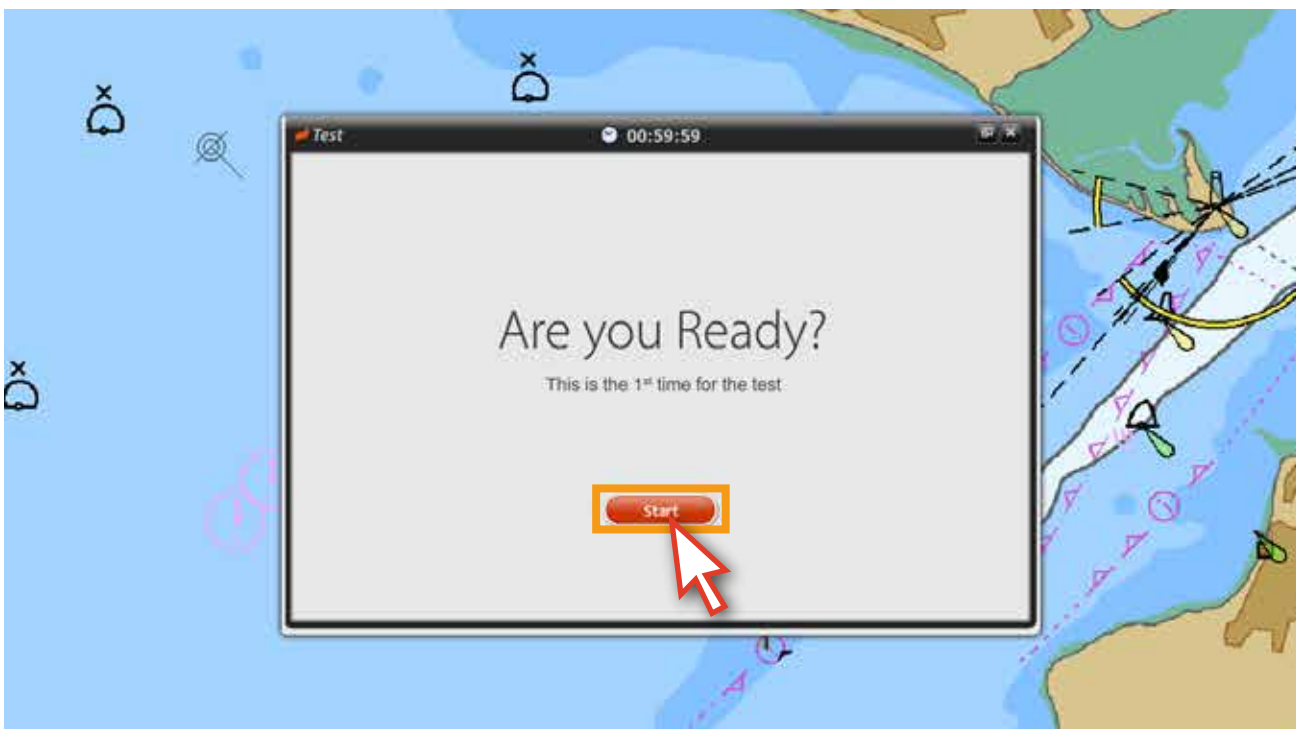 Test
00:59:59
Are you Ready?
This is the 1st time for the test
Start